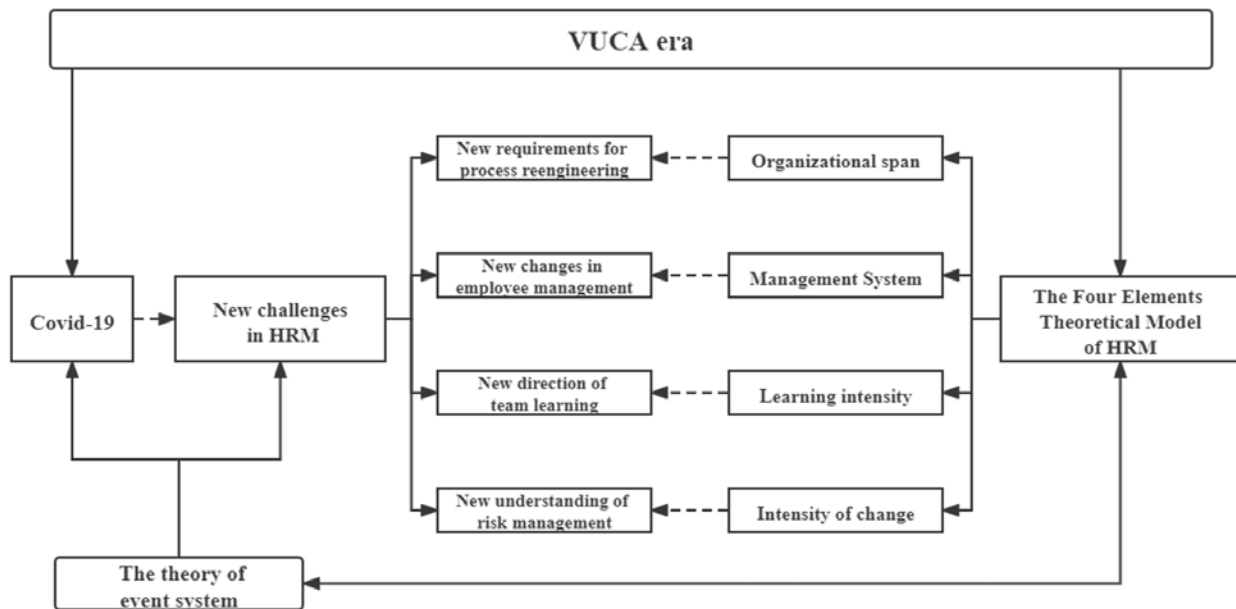 VUCA era
New requirements for
process reengineering
Organizational span
New changes in
employee management
Management System
Covid-19
New challenges
in HRM
The Four Elements
Theoretical Model
of HRM
New direction of
team learning
Learning intensity
New understanding of
risk management
Intensity of change
The theory of
event system